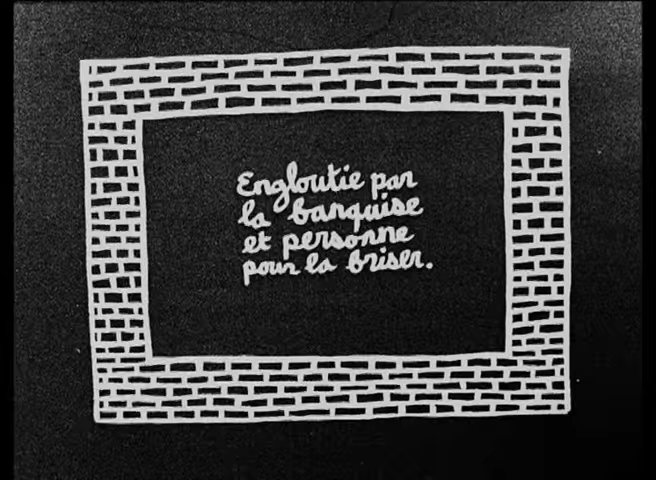 Engloutie par
la banquise
et personne
pour la briser.